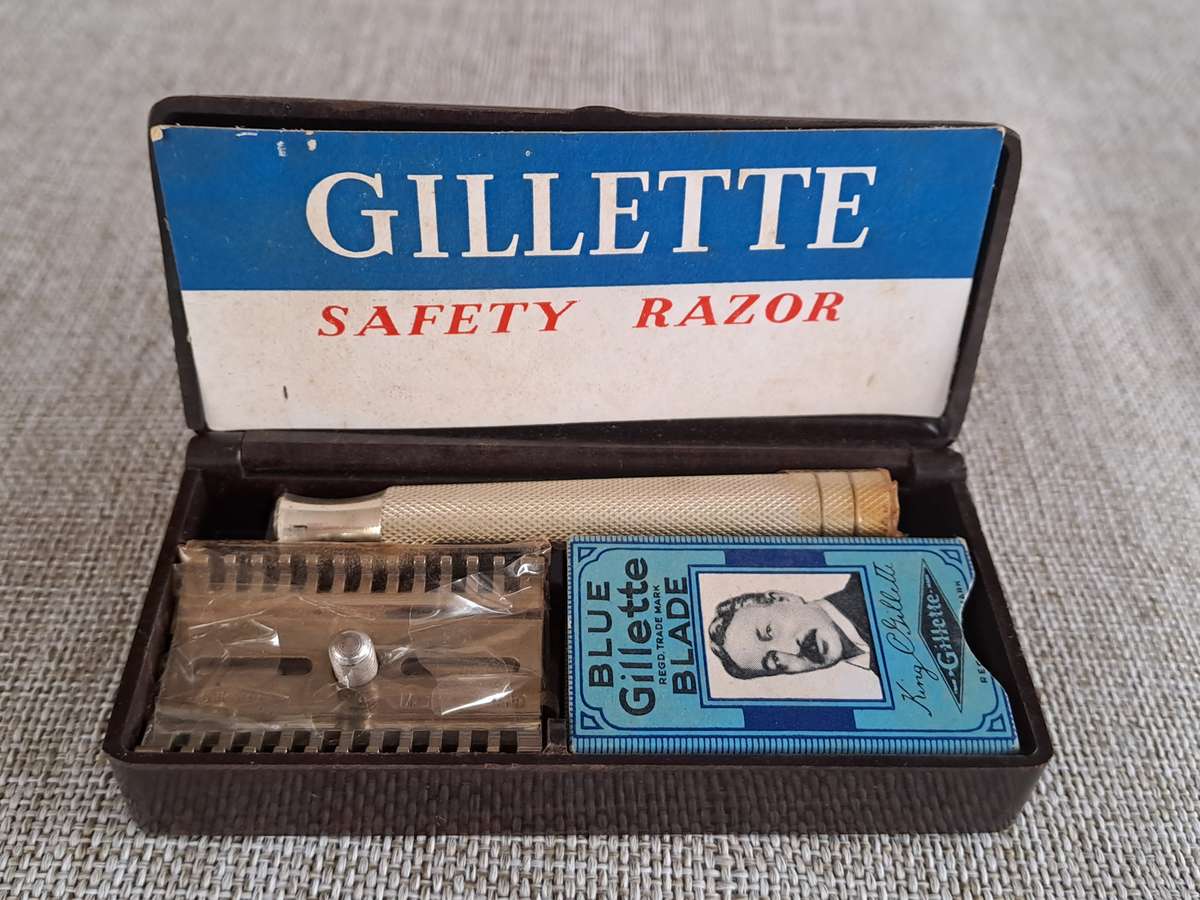 GILLETTE
SAFETY RAZOR
BLUE
Gillette
REGD. TRADE MARK
BLADE
King C Gillette
Gillette